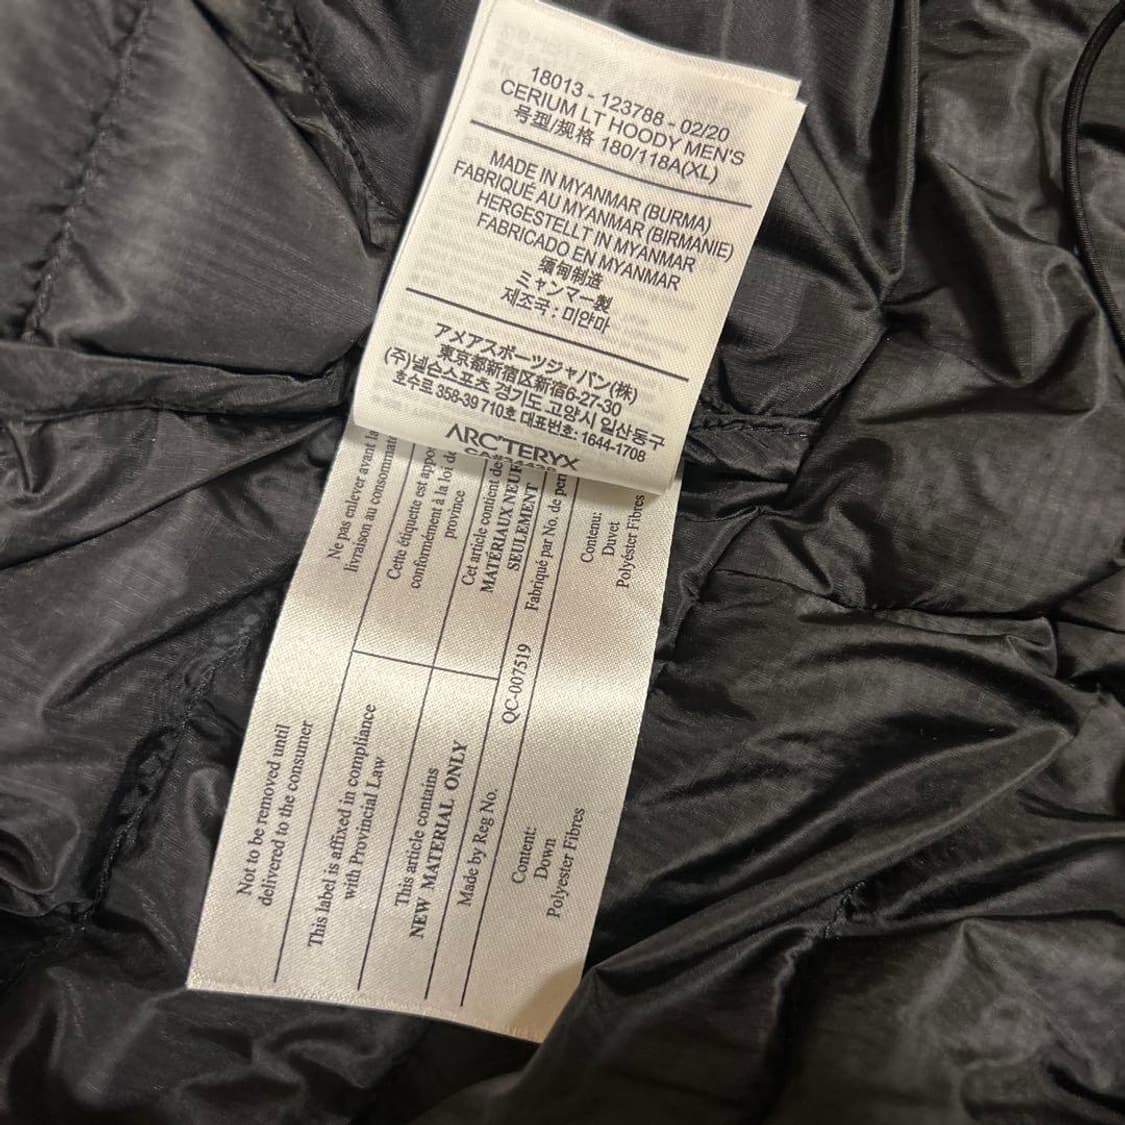 18013 - 123788 - 02/20
CERIUM LT HOODY MEN'S
号型/规格 180/118A(XL)
MADE IN MYANMAR (BURMA)
FABRIQUÉ AU MYANMAR (BIRMANIE)
HERGESTELLT IN MYANMAR
FABRICADO EN MYANMAR
缅甸制造
ミャンマー製
제조국 : 미얀마
アメアスポーツジャパン(株)
東京都新宿区新宿6-27-30
(주)넬슨스포츠 경기도 고양시 일산동구
호수로 358-39 710호 대표번호: 1644-1708
ARC'TERYX
Ne pas enlever avant la
livraison au consommat
Cette étiquette est appo
conformément à la loi de
province
Cet article contient de
MATÉRIAUX NEUF
SEULEMENT
Fabriqué par No. de per
QC-007519
Contenu:
Duvet
Polyéster Fibres
Not to be removed until
delivered to the consumer
This label is affixed in compliance
with Provincial Law
This article contains
NEW MATERIAL ONLY
Made by Reg No.
Content:
Down
Polyester Fibres